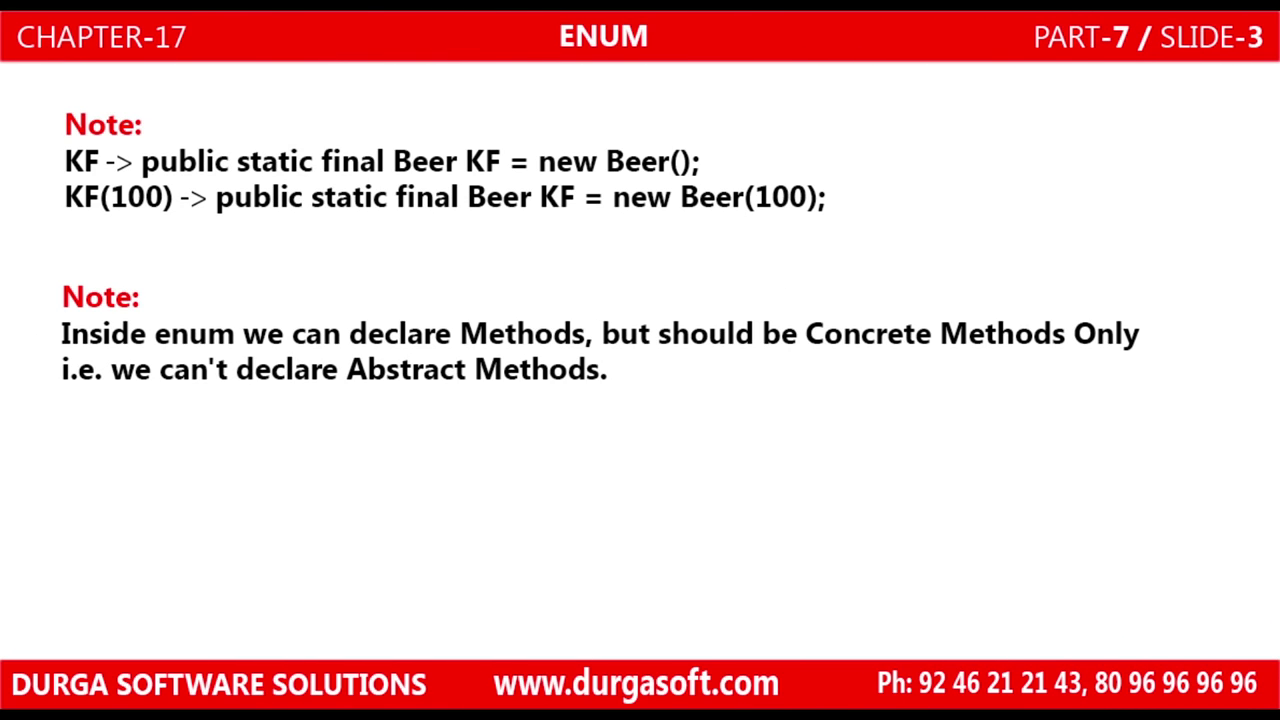 CHAPTER-17
ENUM
PART-7 / SLIDE-3
Note:
KF -> public static final Beer KF = new Beer();
KF(100) -> public static final Beer KF = new Beer(100);
Note:
Inside enum we can declare Methods, but should be Concrete Methods Only
i.e. we can't declare Abstract Methods.
DURGA SOFTWARE SOLUTIONS
www.durgasoft.com
Ph: 92 46 21 21 43, 80 96 96 96 96